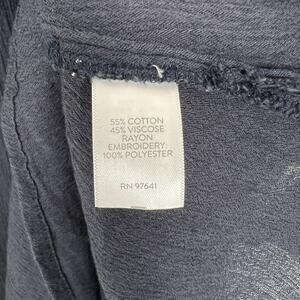 55% COTTON
45% VISCOSE
RAYON
EMBROIDERY:
100% POLYESTER
RN 97641